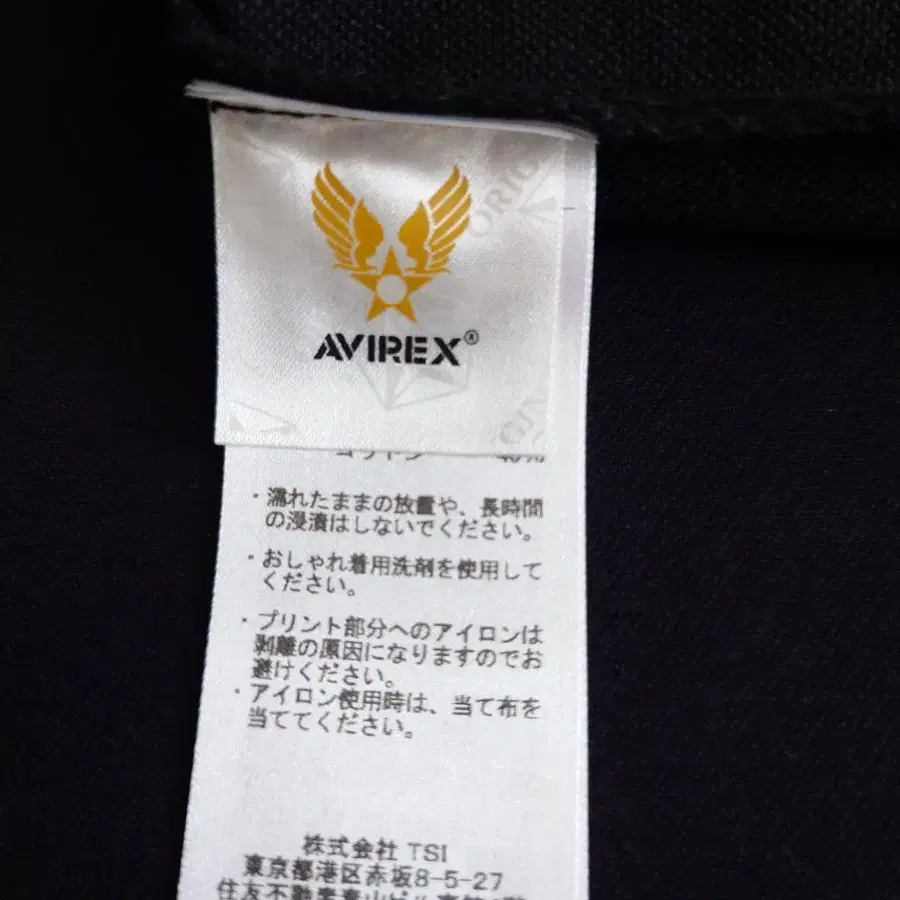 ORIG
AVIREX®
GIN
・濡れたままの放置や、長時間
の浸漬はしないでください。
・おしゃれ着用洗剤を使用して
ください。
・プリント部分へのアイロンは
剥離の原因になりますのでお
避けください。
・アイロン使用時は、当て布を
当ててください。
株式会社 TSI
東京都港区赤坂8-5-27